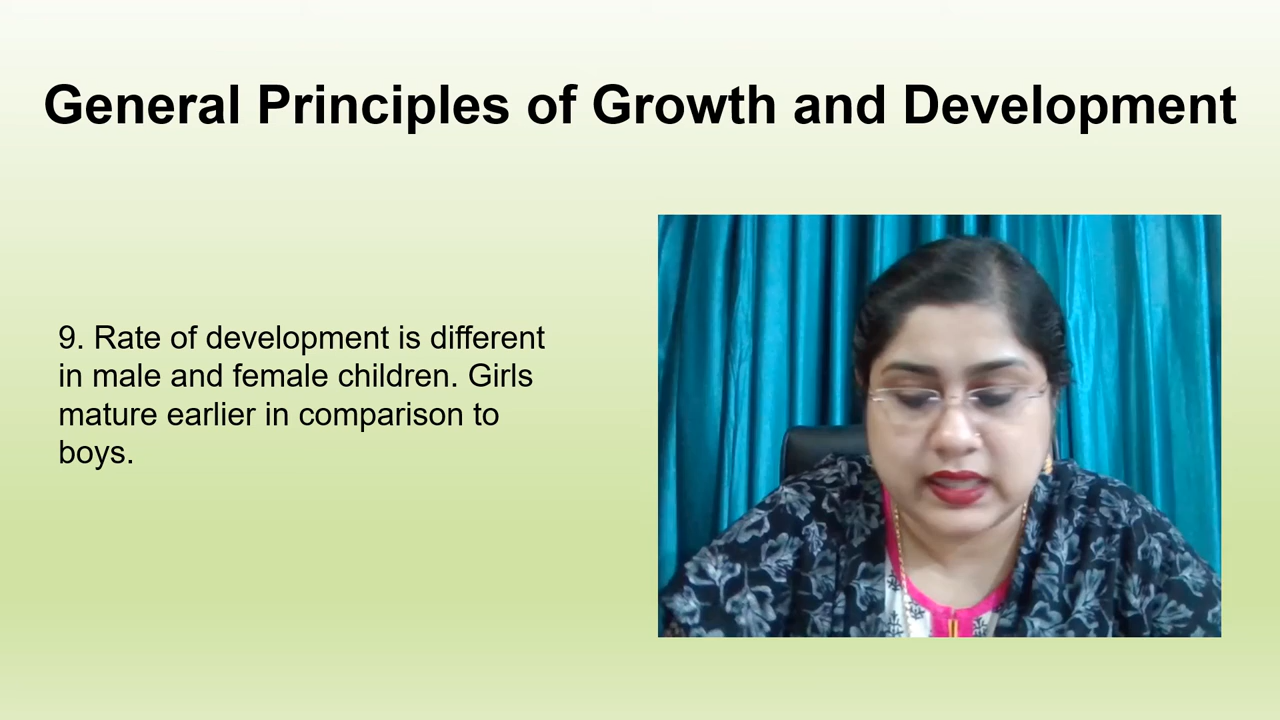 General Principles of Growth and Development
9. Rate of development is different
in male and female children. Girls
mature earlier in comparison to
boys.